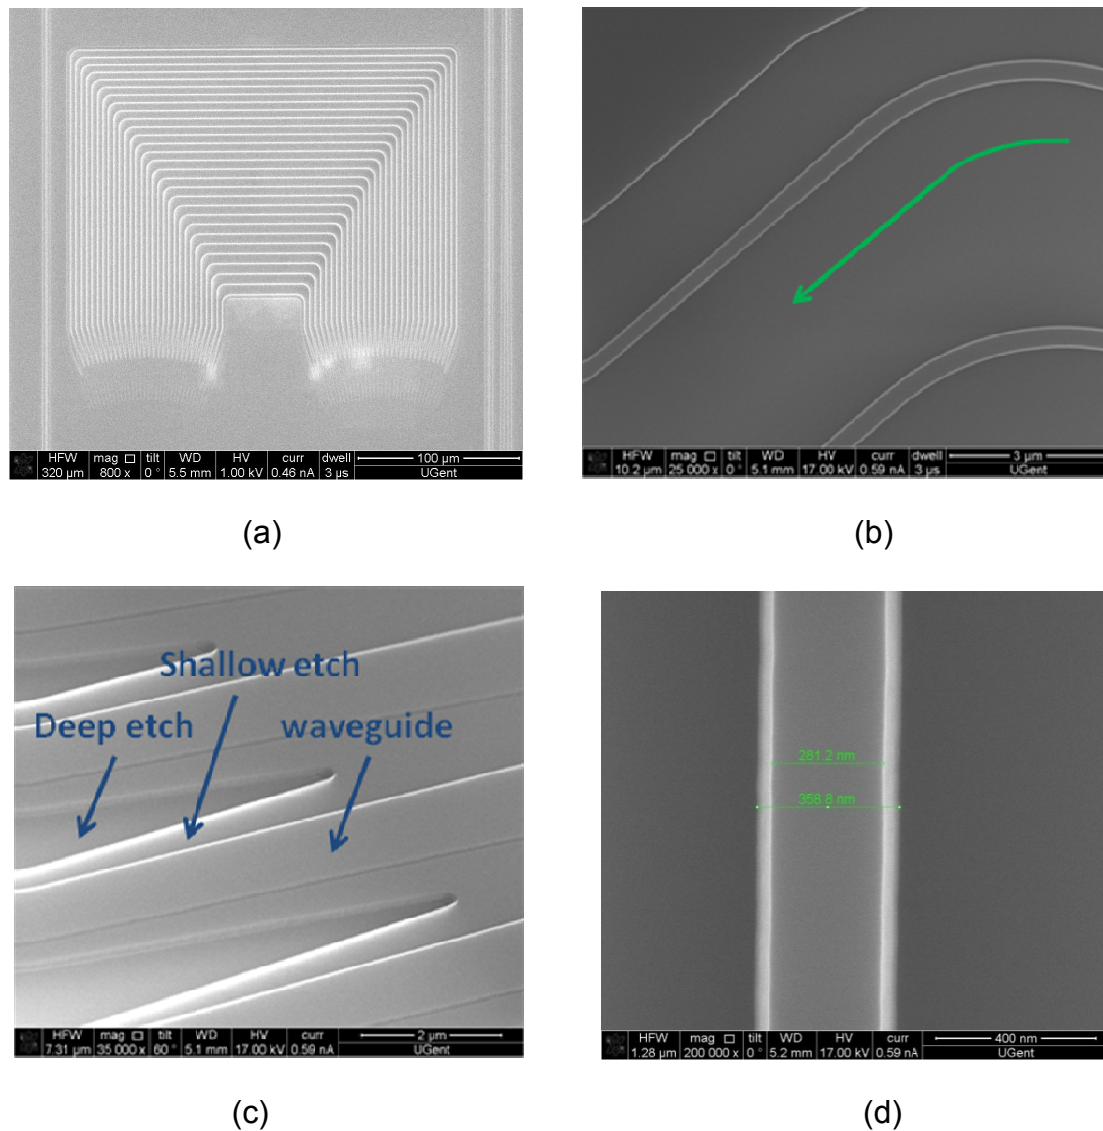 HFW mag □ tilt WD HV curr dwell 100 µm
320 µm 800 x 0 ° 5.5 mm 1.00 kV 0.46 nA 3 µs UGent
(a)
HFW mag □ tilt WD HV curr dwell 3 µm
10.2 µm 25 000 x 0 ° 5.1 mm 17.00 kV 0.59 nA 3 µs UGent
(b)
Shallow etch
Deep etch waveguide
HFW mag □ tilt WD HV curr 2 µm
7.31 µm 35 000 x 60 ° 5.1 mm 17.00 kV 0.59 nA UGent
(c)
281.2 nm
358.8 nm
HFW mag □ tilt WD HV curr 400 nm
1.28 µm 200 000 x 0 ° 5.2 mm 17.00 kV 0.59 nA UGent
(d)